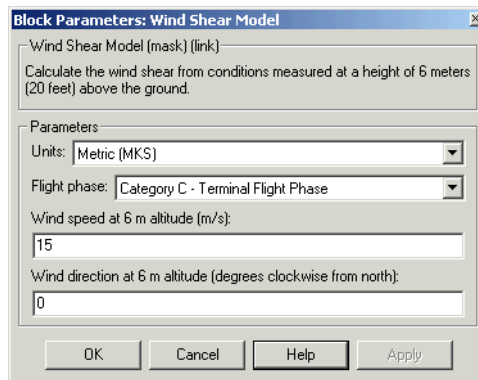 Block Parameters: Wind Shear Model
Wind Shear Model (mask) (link)
Calculate the wind shear from conditions measured at a height of 6 meters
(20 feet) above the ground.
Parameters
Units: Metric (MKS)
Flight phase: Category C - Terminal Flight Phase
Wind speed at 6 m altitude (m/s):
15
Wind direction at 6 m altitude (degrees clockwise from north):
0
OK Cancel Help Apply